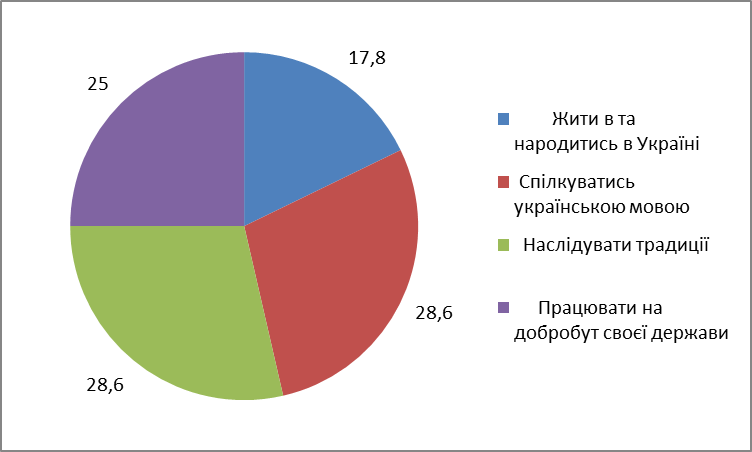 17,8
25
Жити в та
народитись в Україні
Спілкуватись
українською мовою
Наслідувати традиції
Працювати на
добробут своєї держави
28,6
28,6